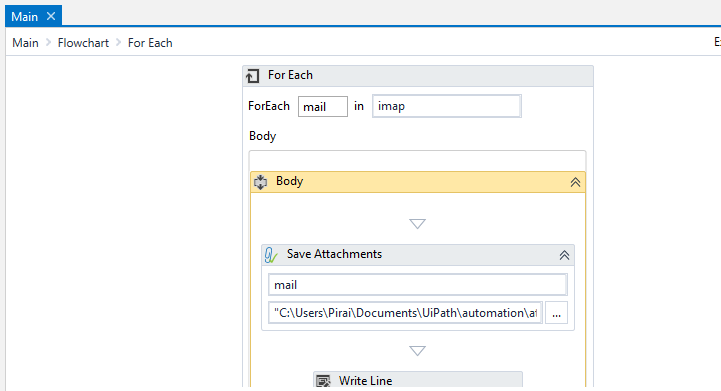 Main
Main > Flowchart > For Each
For Each
ForEach mail in imap
Body
Body
Save Attachments
mail
"C:\Users\Pirai\Documents\UiPath\automation\at
...
Write Line